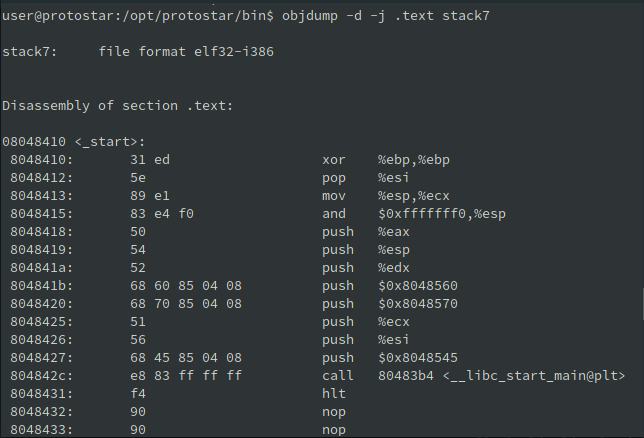 user@protostar:/opt/protostar/bin$ objdump -d -j .text stack7
stack7:     file format elf32-i386
Disassembly of section .text:
08048410 <_start>:
 8048410:       31 ed                   xor    %ebp,%ebp
 8048412:       5e                      pop    %esi
 8048413:       89 e1                   mov    %esp,%ecx
 8048415:       83 e4 f0                and    $0xfffffff0,%esp
 8048418:       50                      push   %eax
 8048419:       54                      push   %esp
 804841a:       52                      push   %edx
 804841b:       68 60 85 04 08          push   $0x8048560
 8048420:       68 70 85 04 08          push   $0x8048570
 8048425:       51                      push   %ecx
 8048426:       56                      push   %esi
 8048427:       68 45 85 04 08          push   $0x8048545
 804842c:       e8 83 ff ff ff          call   80483b4 <__libc_start_main@plt>
 8048431:       f4                      hlt
 8048432:       90                      nop
 8048433:       90                      nop